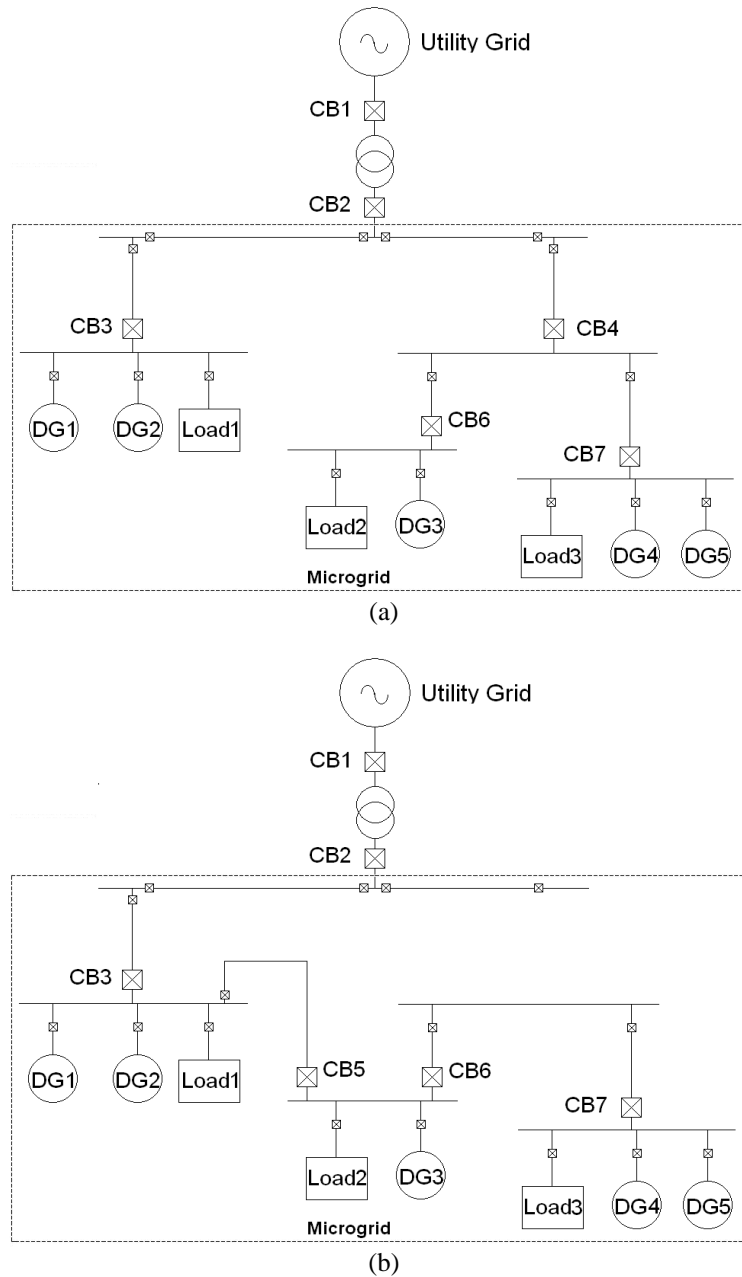 Utility Grid
CB1
CB2
CB3
CB4
DG1 DG2 Load1
CB6
CB7
Load2 DG3
Load3 DG4 DG5
Microgrid
(a)
Utility Grid
CB1
CB2
CB3
CB5 CB6
DG1 DG2 Load1
CB7
Load2 DG3
Load3 DG4 DG5
Microgrid
(b)